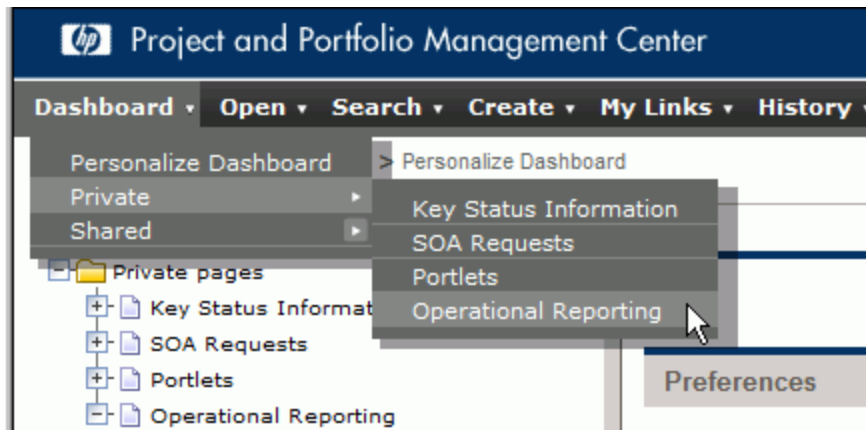 hp Project and Portfolio Management Center
Dashboard Open Search Create My Links History
Personalize Dashboard > Personalize Dashboard
Private
Key Status Information
Shared
SOA Requests
Portlets
Operational Reporting
Private pages
Key Status Informat
SOA Requests
Portlets
Preferences
Operational Reporting